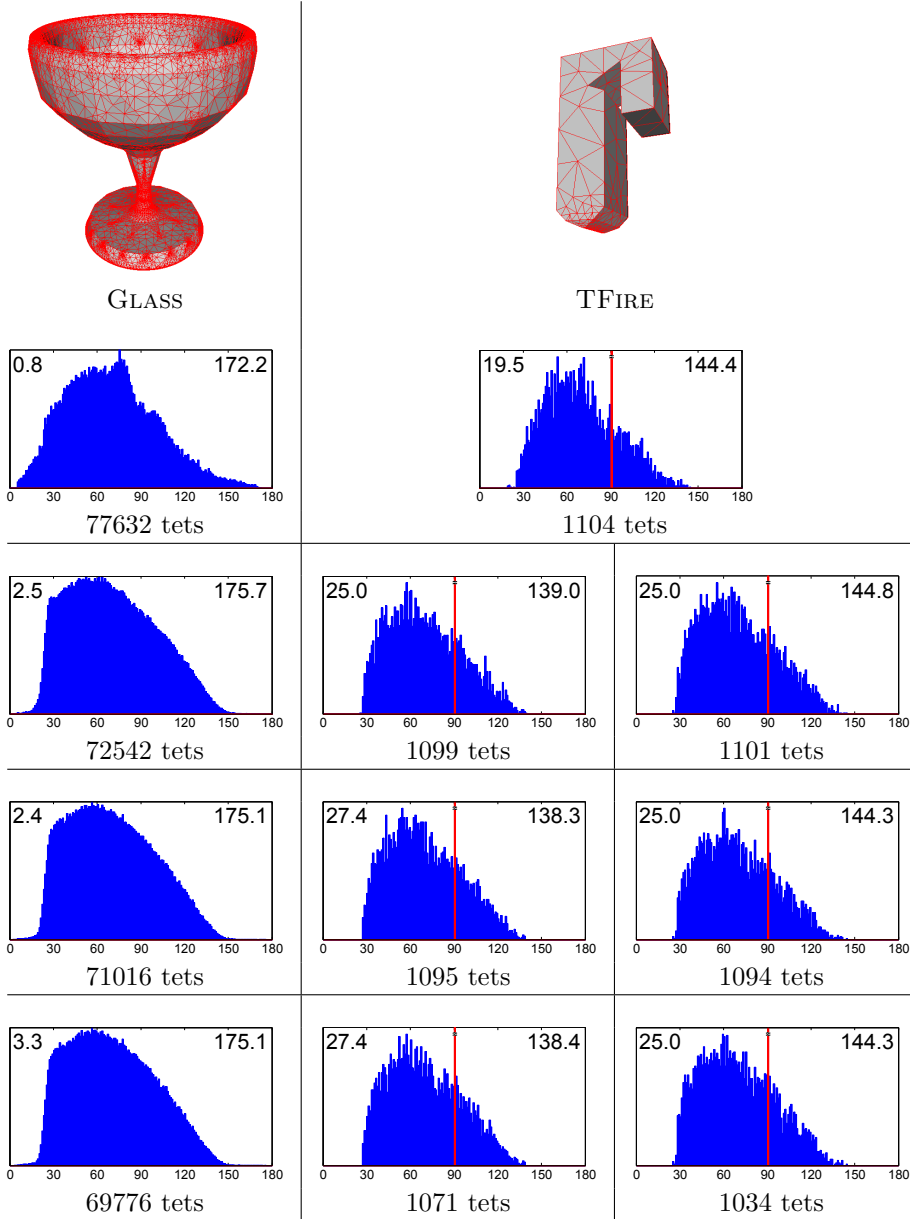 GLASS
TFIRE
0.8 172.2
0 30 60 90 120 150 180
77632 tets
19.5 144.4
0 30 60 90 120 150 180
1104 tets
2.5 175.7
0 30 60 90 120 150 180
72542 tets
25.0 139.0
0 30 60 90 120 150 180
1099 tets
25.0 144.8
0 30 60 90 120 150 180
1101 tets
2.4 175.1
0 30 60 90 120 150 180
71016 tets
27.4 138.3
0 30 60 90 120 150 180
1095 tets
25.0 144.3
0 30 60 90 120 150 180
1094 tets
3.3 175.1
0 30 60 90 120 150 180
69776 tets
27.4 138.4
0 30 60 90 120 150 180
1071 tets
25.0 144.3
0 30 60 90 120 150 180
1034 tets